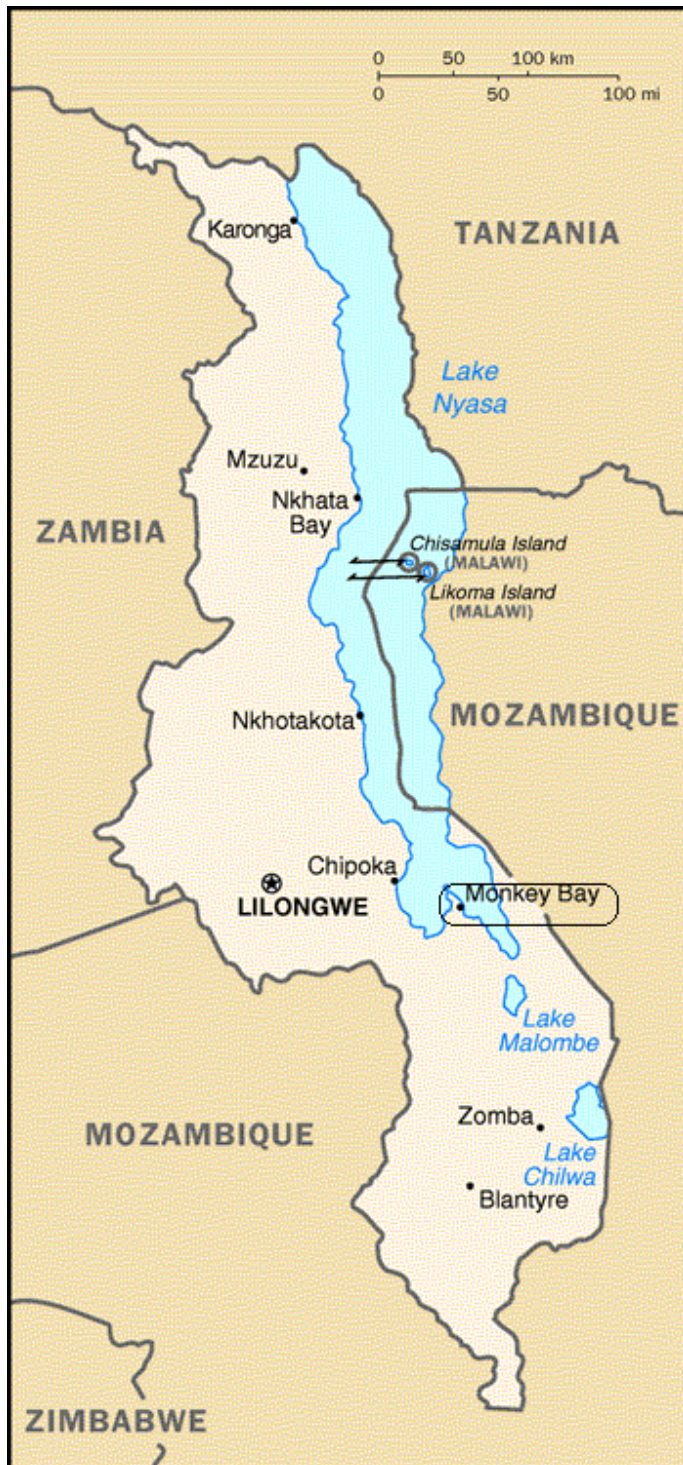 0 50 100 km
0 50 100 mi
Karonga
TANZANIA
Lake
Nyasa
Mzuzu
Nkhata
Bay
ZAMBIA
Chisamula Island
(MALAWI)
Likoma Island
(MALAWI)
Nkhotakota
MOZAMBIQUE
Chipoka
LILONGWE
Monkey Bay
Lake
Malombe
MOZAMBIQUE
Zomba
Lake
Chilwa
Blantyre
ZIMBABWE